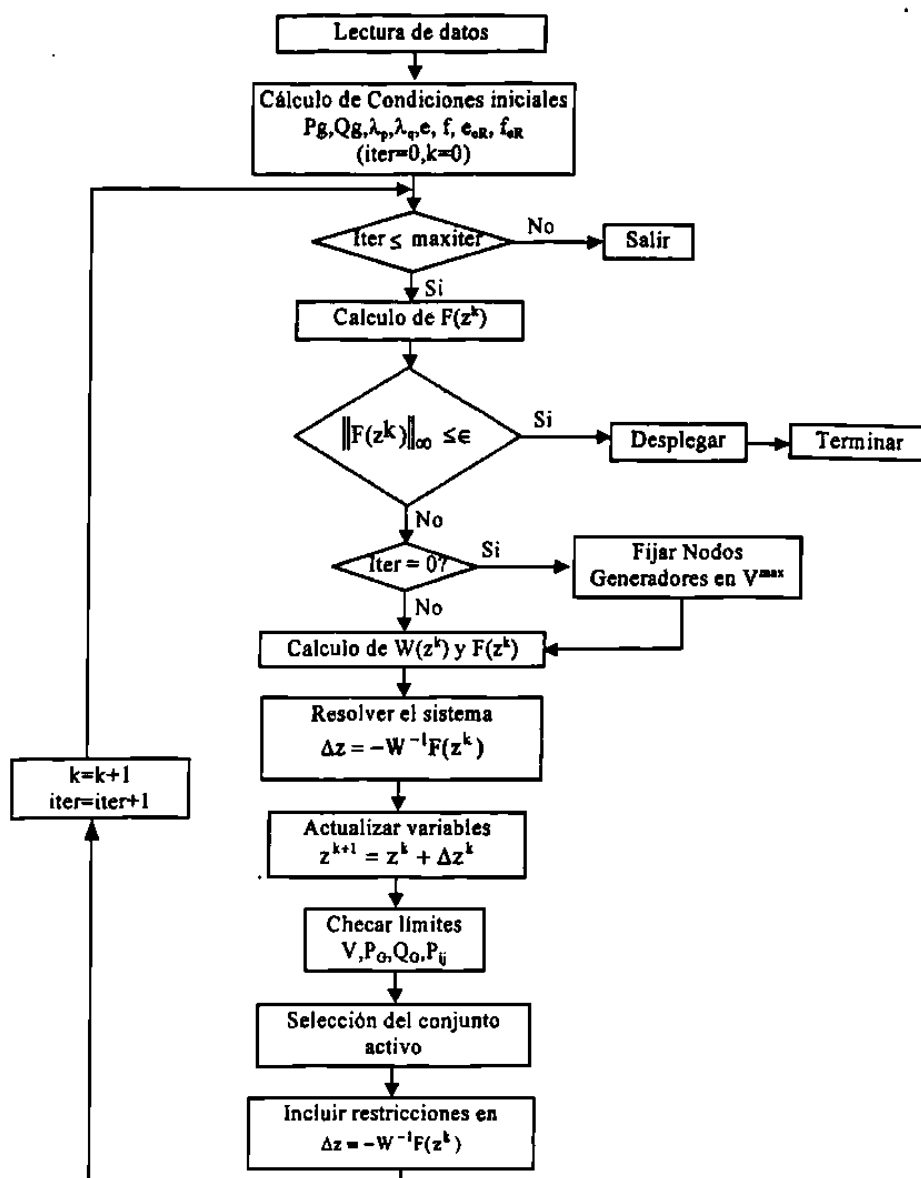 Lectura de datos
Cálculo de Condiciones iniciales
Pg,Qg,λₚ,λq,e, f, eₑR, fₑR
(iter=0,k=0)
Iter ≤ maxiter
No
Salir
Si
Calculo de F(zᵏ)
‖F(zᵏ)‖∞ ≤ϵ
Si
Desplegar
Terminar
No
Iter = 0?
Si
Fijar Nodos
Generadores en Vᵐᵃˣ
No
Calculo de W(zᵏ) y F(zᵏ)
Resolver el sistema
Δz = −W⁻¹F(zᵏ)
k=k+1
iter=iter+1
Actualizar variables
zᵏ⁺¹ = zᵏ + Δzᵏ
Checar límites
V,P_G,Q_G,Pᵢⱼ
Selección del conjunto
activo
Incluir restricciones en
Δz = −W⁻¹F(zᵏ)